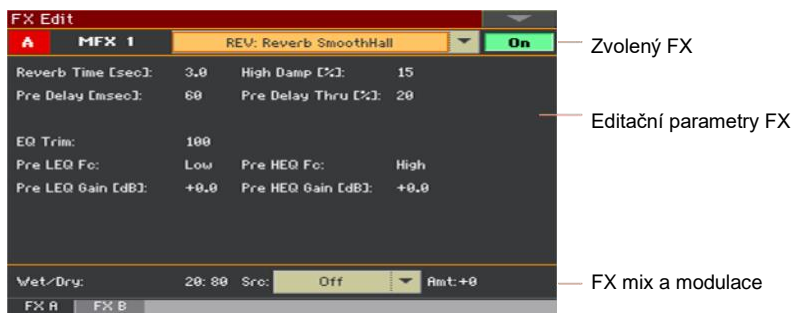 FX Edit
A MFX 1 REV: Reverb SmoothHall On
Zvolený FX
Reverb Time [sec]: 3.0 High Damp [%]: 15
Pre Delay [msec]: 60 Pre Delay Thru [%]: 20
Editační parametry FX
EQ Trim: 100
Pre LEQ Fc: Low Pre HEQ Fc: High
Pre LEQ Gain [dB]: +0.0 Pre HEQ Gain [dB]: +0.0
Wet/Dry: 20:80 Src: Off Amt:+0
FX mix a modulace
FX A FX B